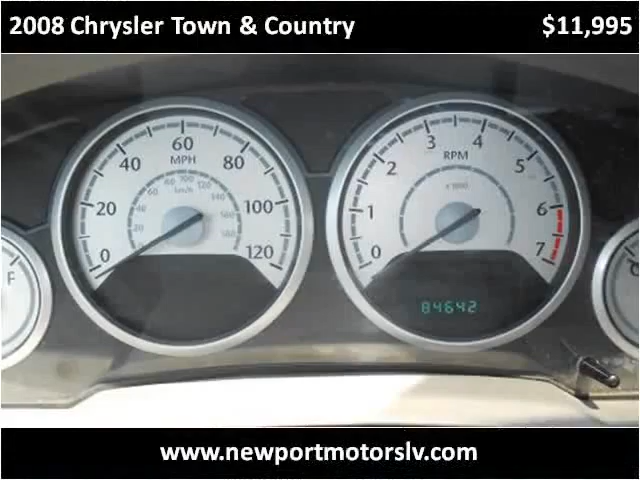 2008 Chrysler Town & Country $11,995
0 20 40 60 80 100 120
MPH
km/h
0 1 2 3 4 5 6 7
RPM
84642
F
www.newportmotorslv.com